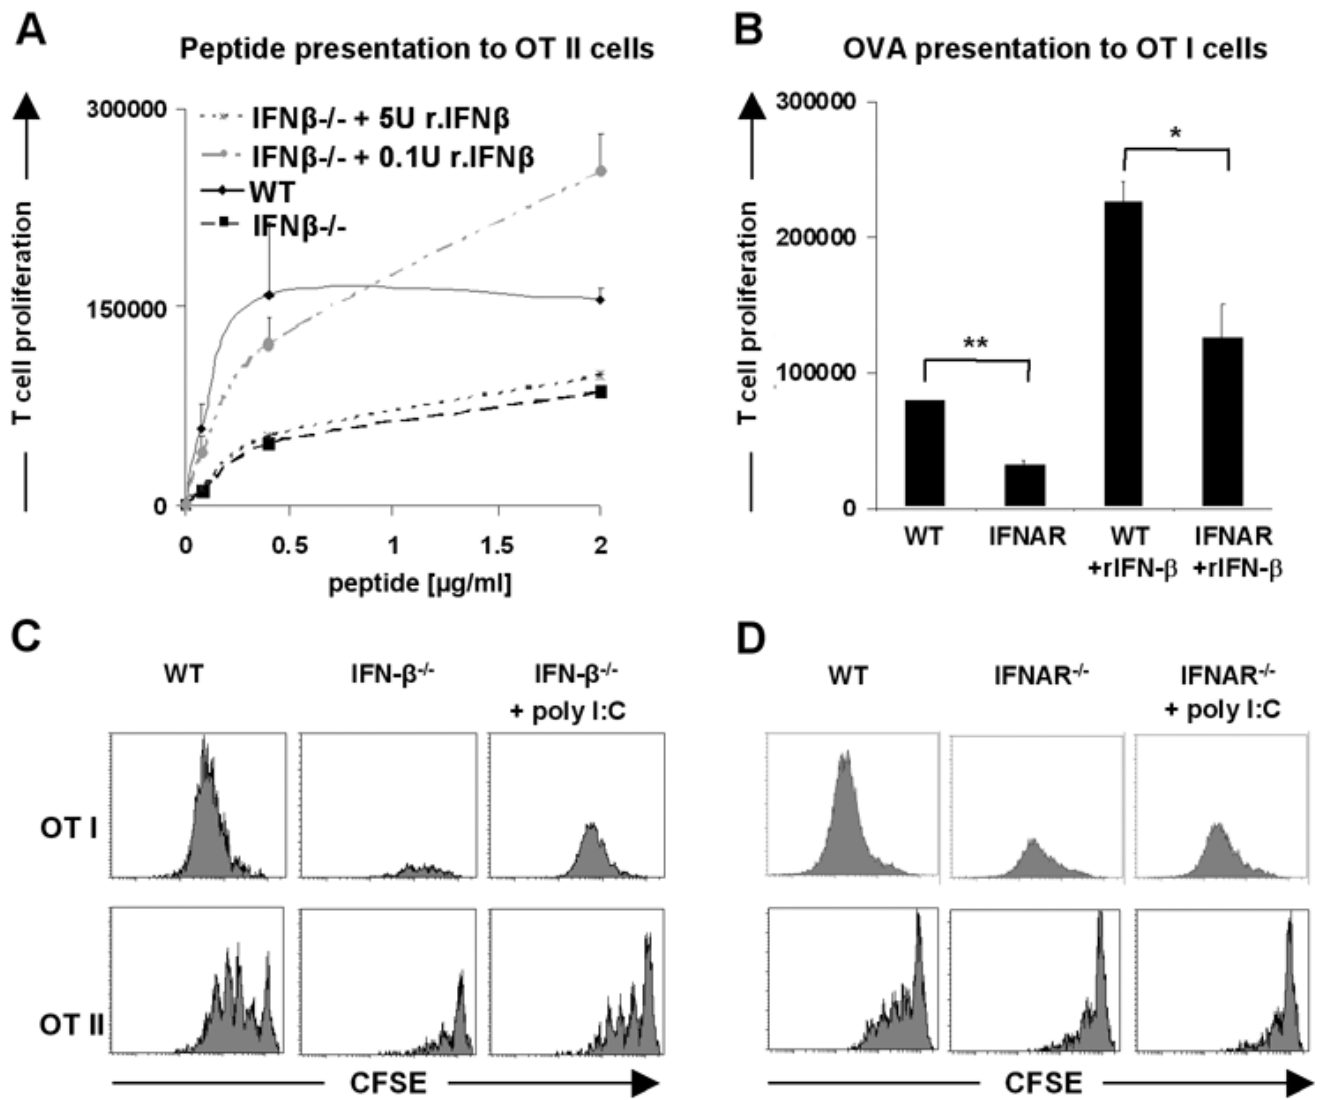 A
Peptide presentation to OT II cells
T cell proliferation
300000
150000
0
IFNβ-/- + 5U r.IFNβ
IFNβ-/- + 0.1U r.IFNβ
WT
IFNβ-/-
0 0.5 1 1.5 2
peptide [µg/ml]
B
OVA presentation to OT I cells
T cell proliferation
300000
200000
100000
0
**
*
WT IFNAR WT IFNAR
+rIFN-β +rIFN-β
C
WT IFN-β-/- IFN-β-/-
+ poly I:C
OT I
OT II
CFSE
D
WT IFNAR-/- IFNAR-/-
+ poly I:C
CFSE